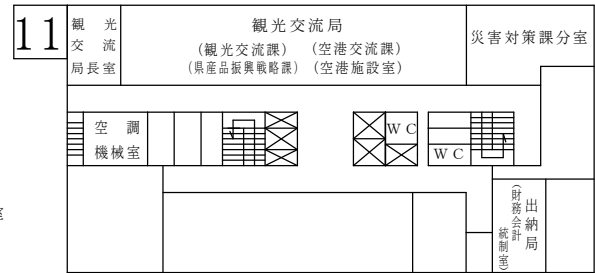 11
観光
交流
局長室
観光交流局
(観光交流課) (空港交流課)
(県産品振興戦略課) (空港施設室)
災害対策課分室
空調
機械室
WC
WC
出納局
(財務会計
統制室)
室